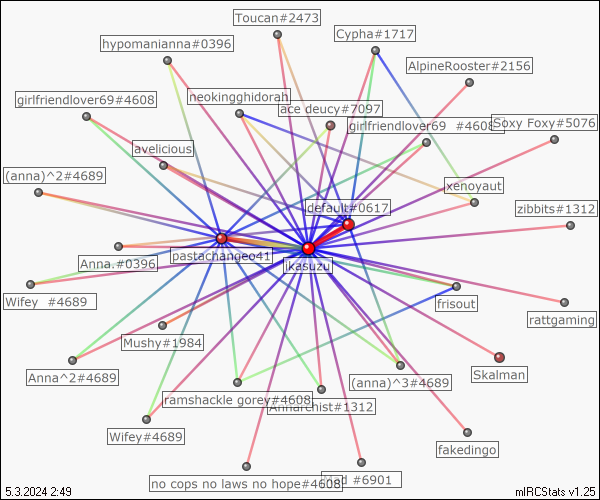 Toucan#2473
Cypha#1717
hypomanianna#0396
AlpineRooster#2156
girlfriendlover69#4608
neokingghidorah
ace deucy#7097
girlfriendlover69 #4608
Soxy Foxy#5076
avelicious
(anna)^2#4689
xenoyaut
default#0617
zibbits#1312
Anna.#0396
pastachangeo41
ikasuzu
Wifey #4689
frisout
rattgaming
Mushy#1984
Skalman
Anna^2#4689
(anna)^3#4689
ramshackle gorey#4608
Annarchist#1312
Wifey#4689
fakedingo
no cops no laws no hope#4608
#6901
5.3.2024 2:49
mIRCStats v1.25